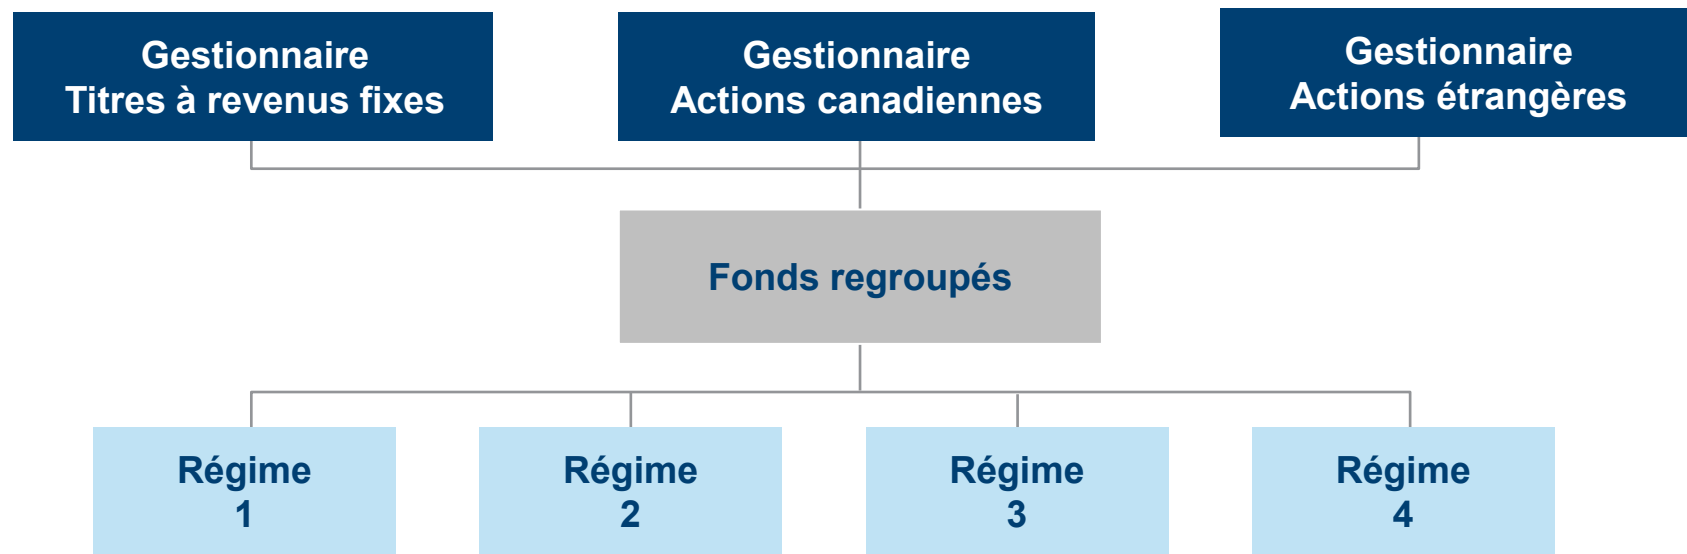 Gestionnaire
Titres à revenus fixes
Gestionnaire
Actions canadiennes
Gestionnaire
Actions étrangères
Fonds regroupés
Régime
1
Régime
2
Régime
3
Régime
4